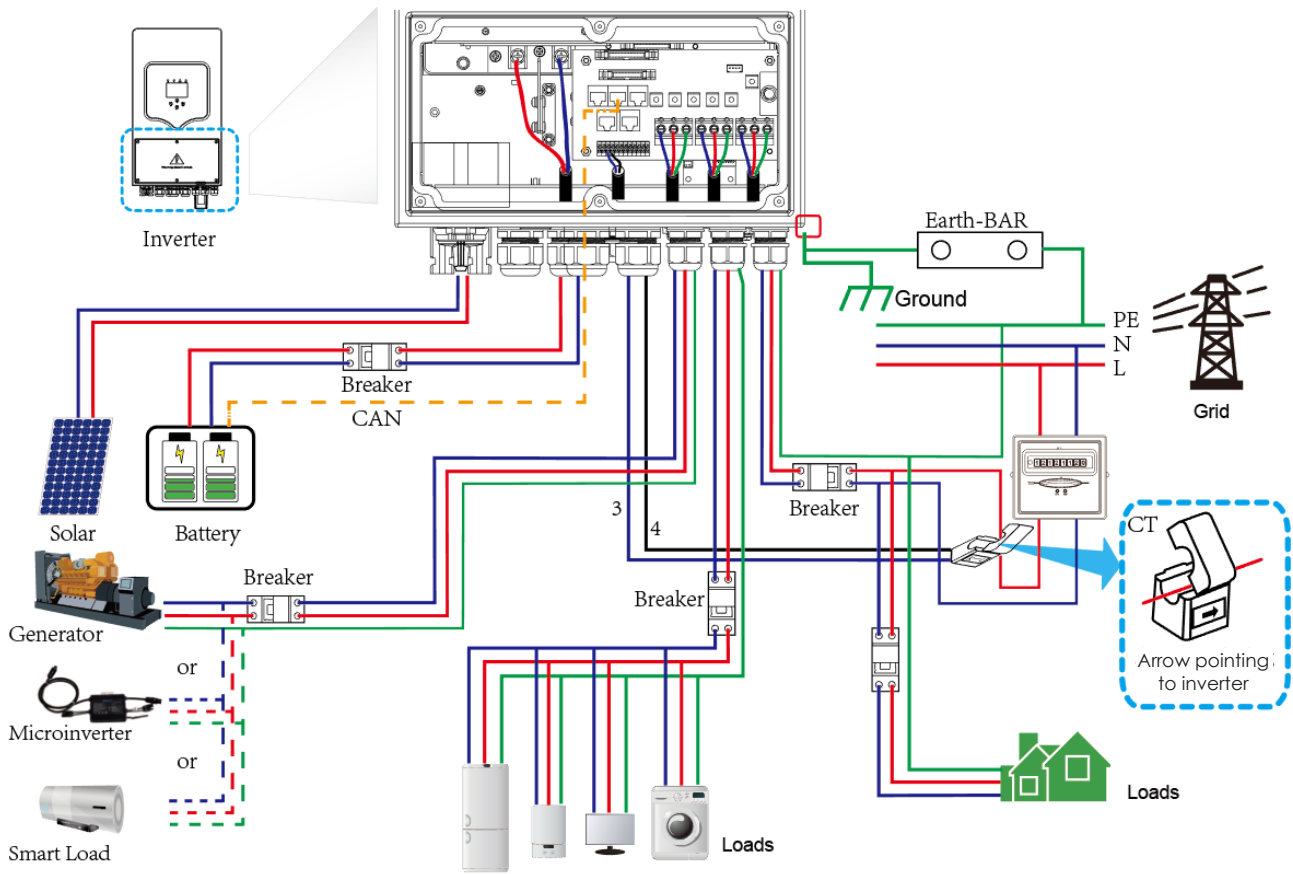 Inverter
Earth-BAR
Ground
PE
N
L
Grid
Breaker
CAN
Solar
Battery
3
4
Breaker
CT
Breaker
Breaker
Generator
or
Microinverter
or
Smart Load
Arrow pointing
to inverter
Loads
Loads